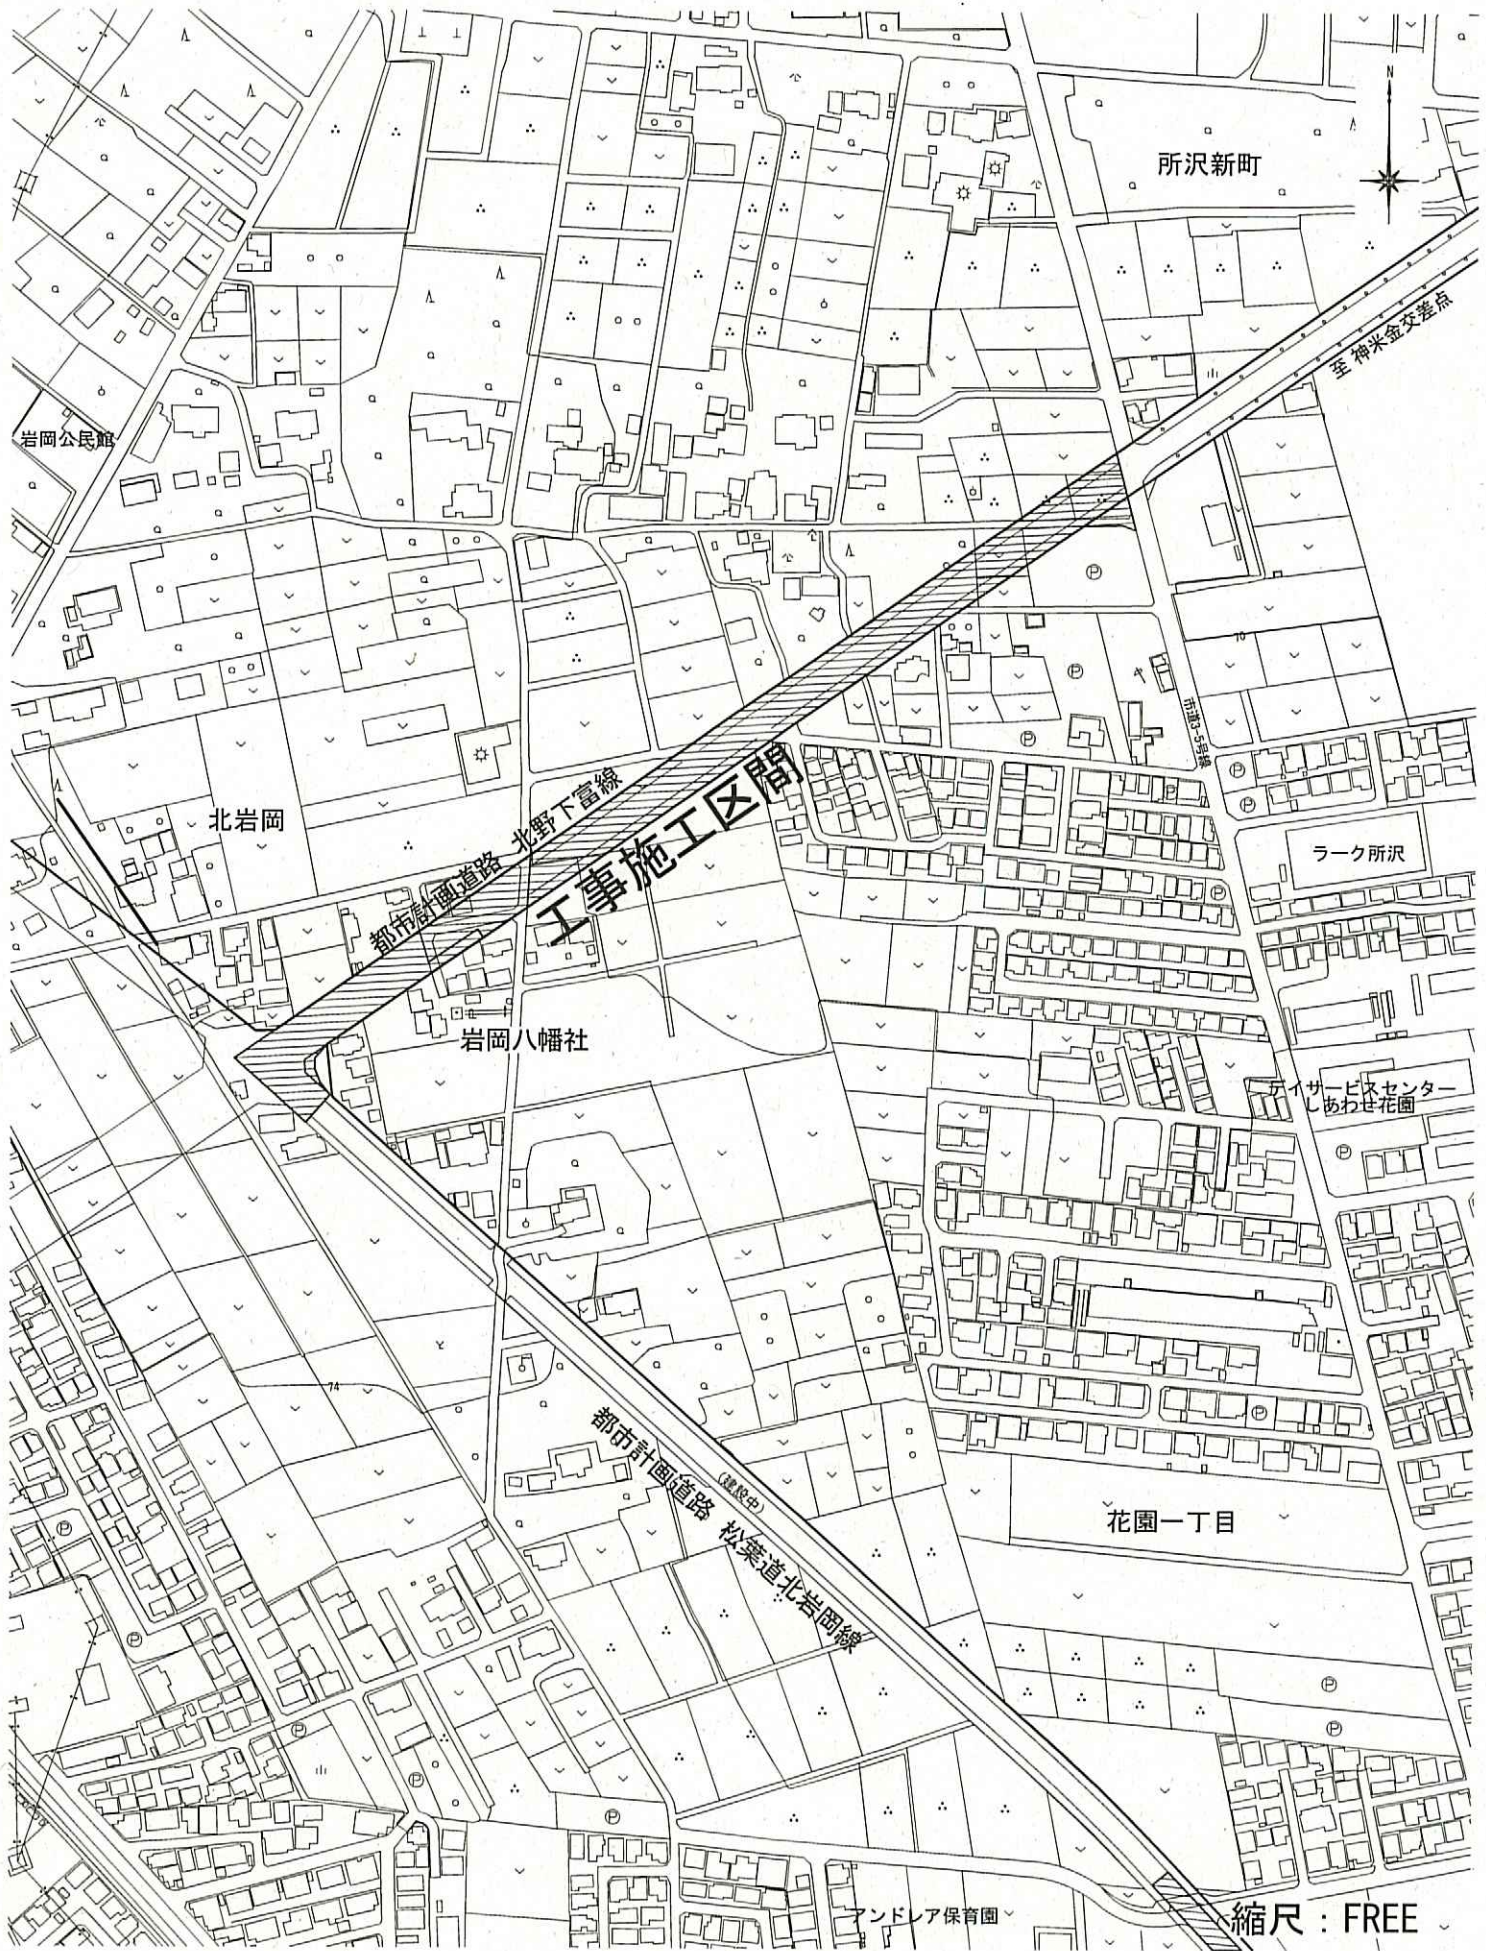 N
所沢新町
至 神米金交差点
岩岡公民館
70
市道3-5号線
北岩岡
都市計画道路 北野下富線
工事施工区間
ラーク所沢
岩岡八幡社
デイサービスセンター
しあわせ花園
74
都市計画道路 松葉道北岩岡線
(建設中)
花園一丁目
アンドレア保育園
縮尺：FREE